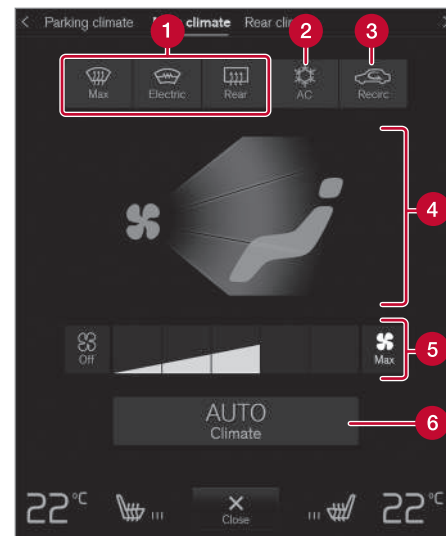 Parking climate climate Rear cli
1 2 3
Max Electric Rear AC Recirc
4
Off Max 5
AUTO 6
Climate
22°C Close 22°C